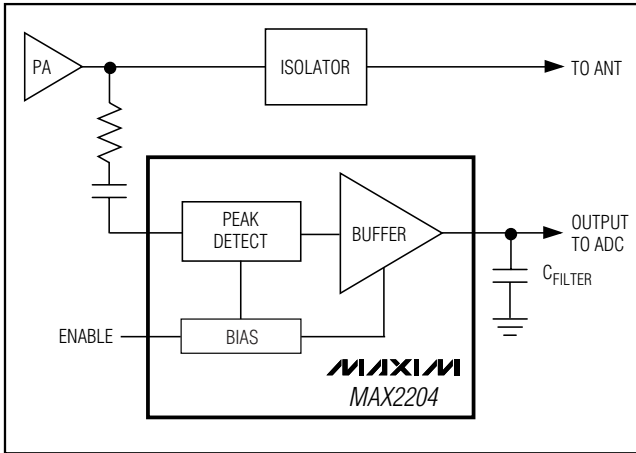 PA
ISOLATOR
TO ANT
PEAK
DETECT
BUFFER
OUTPUT
TO ADC
CFILTER
ENABLE
BIAS
MAXIM
MAX2204